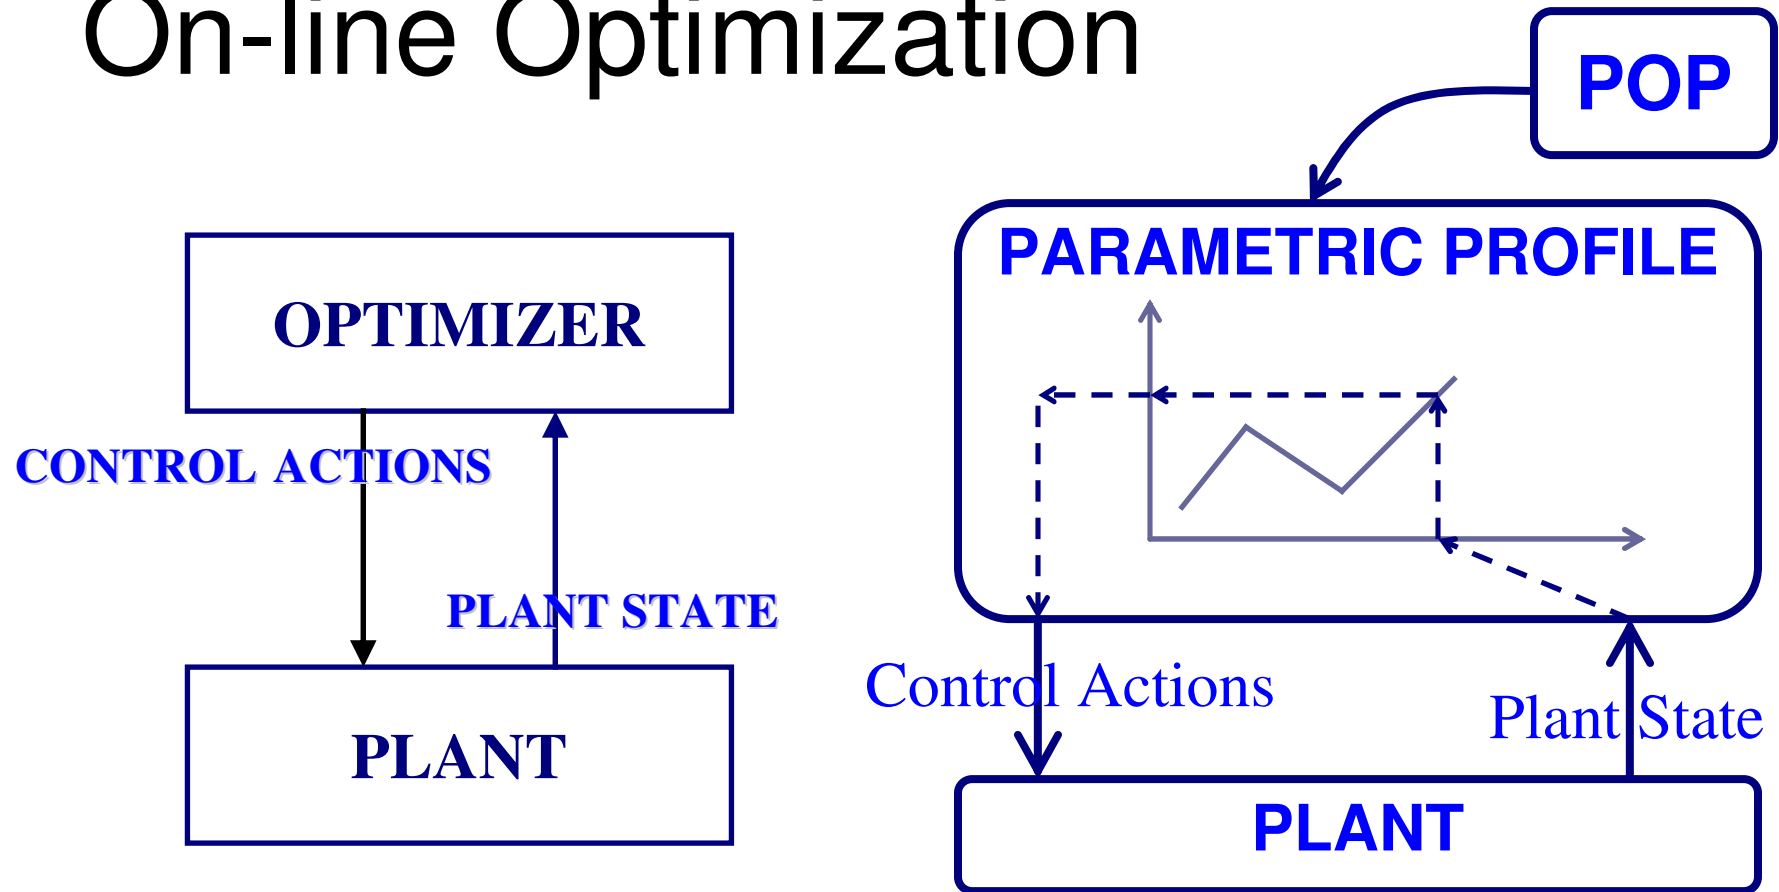 On-line Optimization
POP
PARAMETRIC PROFILE
OPTIMIZER
CONTROL ACTIONS
PLANT STATE
Control Actions
Plant State
PLANT
PLANT